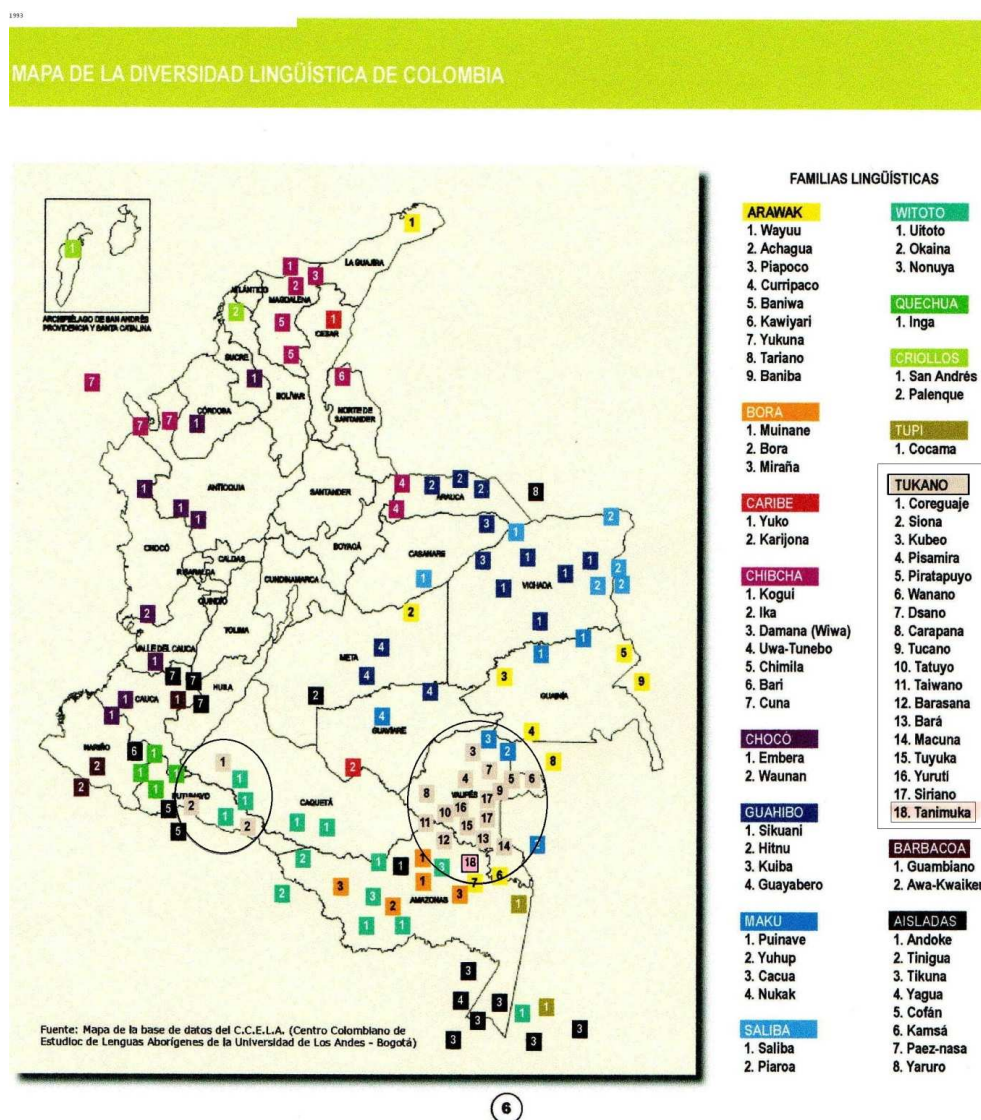 1993
MAPA DE LA DIVERSIDAD LINGÜÍSTICA DE COLOMBIA
FAMILIAS LINGÜÍSTICAS
ARAWAK
1. Wayuu
2. Achagua
3. Piapoco
4. Curripaco
5. Baniwa
6. Kawiyari
7. Yukuna
8. Tariano
9. Baniba
BORA
1. Muinane
2. Bora
3. Miraña
CARIBE
1. Yuko
2. Karijona
CHIBCHA
1. Kogui
2. Ika
3. Damana (Wiwa)
4. Uwa-Tunebo
5. Chimila
6. Bari
7. Cuna
CHOCÓ
1. Embera
2. Waunan
GUAHIBO
1. Sikuani
2. Hitnu
3. Kuiba
4. Guayabero
MAKU
1. Puinave
2. Yuhup
3. Cacua
4. Nukak
SALIBA
1. Saliba
2. Piaroa
WITOTO
1. Uitoto
2. Okaina
3. Nonuya
QUECHUA
1. Inga
CRIOLLOS
1. San Andrés
2. Palenque
TUPI
1. Cocama
TUKANO
1. Coreguaje
2. Siona
3. Kubeo
4. Pisamira
5. Piratapuyo
6. Wanano
7. Dsano
8. Carapana
9. Tucano
10. Tatuyo
11. Taiwano
12. Barasana
13. Bará
14. Macuna
15. Tuyuka
16. Yurutí
17. Siriano
18. Tanimuka
BARBACOA
1. Guambiano
2. Awa-Kwaiker
AISLADAS
1. Andoke
2. Tinigua
3. Tikuna
4. Yagua
5. Cofán
6. Kamsá
7. Paez-nasa
8. Yaruro
ARCHIPIÉLAGO DE SAN ANDRÉS
PROVIDENCIA Y SANTA CATALINA
LA GUAJIRA
ATLÁNTICO
MAGDALENA
CESAR
SUCRE
BOLÍVAR
CÓRDOBA
NORTE DE
SANTANDER
ANTIOQUIA
SANTANDER
ARAUCA
CHOCÓ
BOYACÁ
CASANARE
CALDAS
RISARALDA
CUNDINAMARCA
VICHADA
QUINDÍO
TOLIMA
VALLE DEL CAUCA
META
HUILA
CAUCA
GUAINÍA
GUAVIARE
NARIÑO
PUTUMAYO
CAQUETÁ
VAUPÉS
AMAZONAS
Fuente: Mapa de la base de datos del C.C.E.L.A. (Centro Colombiano de
Estudioc de Lenguas Aborígenes de la Universidad de Los Andes - Bogotá)
6